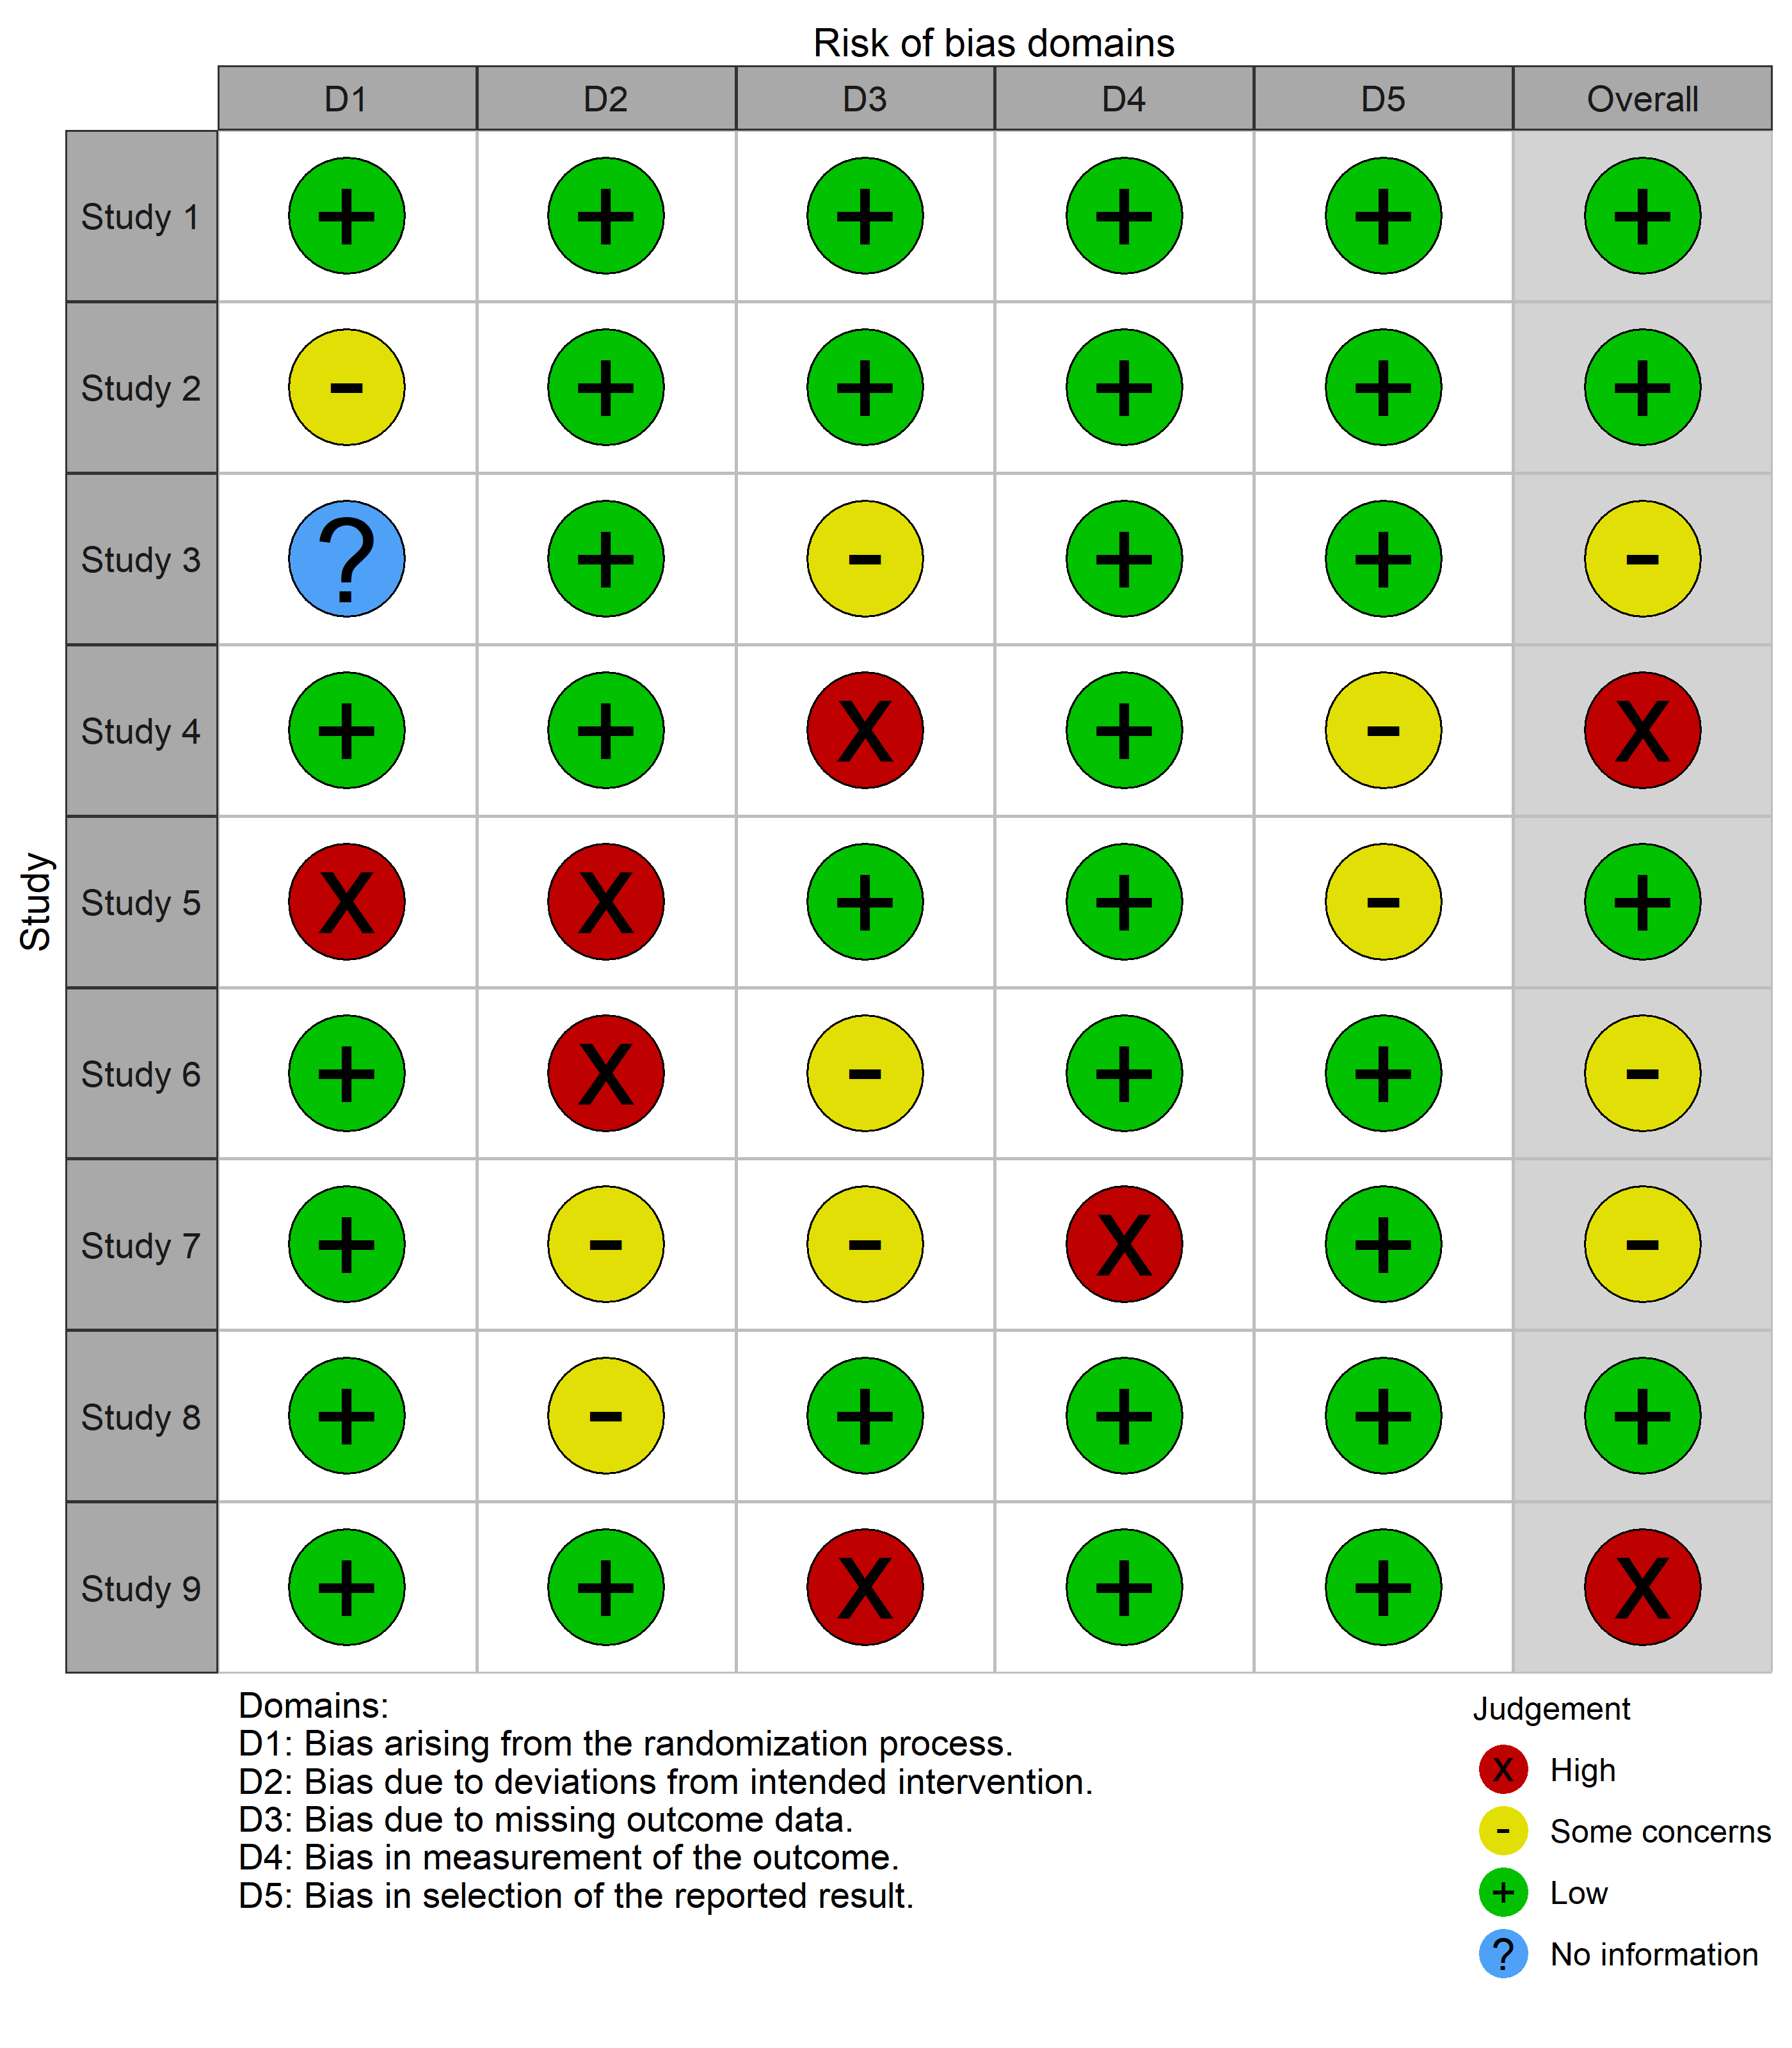 Risk of bias domains
D1 D2 D3 D4 D5 Overall
Study
Study 1 + + + + + +
Study 2 - + + + + +
Study 3 ? + - + + -
Study 4 + + X + - X
Study 5 X X + + - +
Study 6 + X - + + -
Study 7 + - - X + -
Study 8 + - + + + +
Study 9 + + X + + X
Domains:
D1: Bias arising from the randomization process.
D2: Bias due to deviations from intended intervention.
D3: Bias due to missing outcome data.
D4: Bias in measurement of the outcome.
D5: Bias in selection of the reported result.
Judgement
X High
- Some concerns
+ Low
? No information